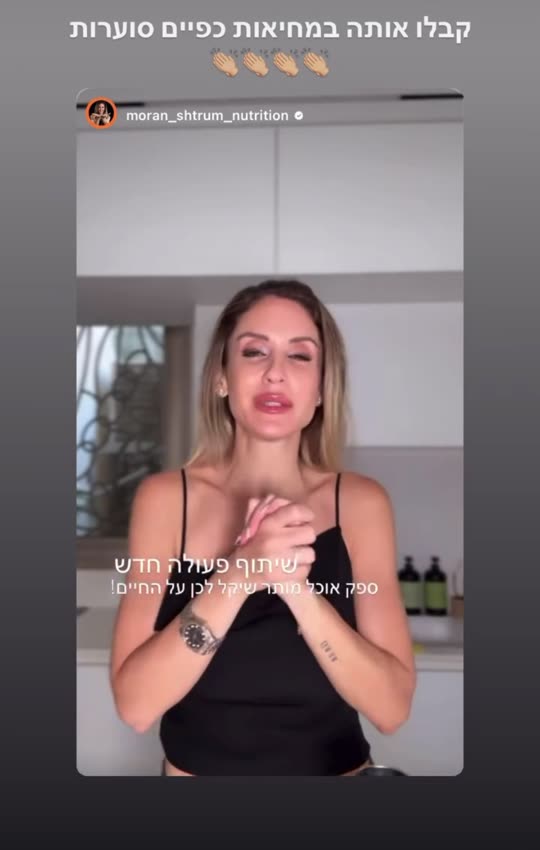 קבלו אותה במחיאות כפיים סוערות
👏🏼👏🏼👏🏼👏🏼
moran_shtrum_nutrition
שיתוף פעולה חדש
ספק אוכל מותר שיקל לכן על החיים!